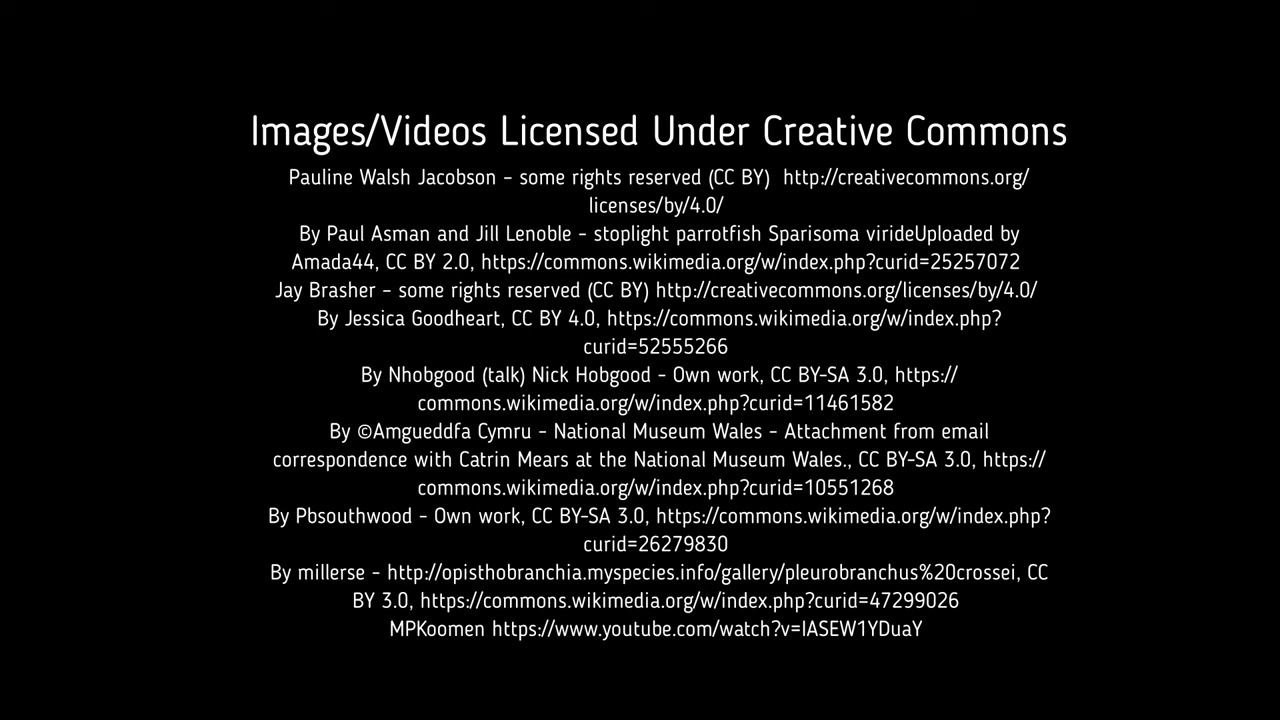 Images/Videos Licensed Under Creative Commons
Pauline Walsh Jacobson – some rights reserved (CC BY)  http://creativecommons.org/
licenses/by/4.0/
By Paul Asman and Jill Lenoble - stoplight parrotfish Sparisoma virideUploaded by
Amada44, CC BY 2.0, https://commons.wikimedia.org/w/index.php?curid=25257072
Jay Brasher – some rights reserved (CC BY) http://creativecommons.org/licenses/by/4.0/
By Jessica Goodheart, CC BY 4.0, https://commons.wikimedia.org/w/index.php?
curid=52555266
By Nhobgood (talk) Nick Hobgood - Own work, CC BY-SA 3.0, https://
commons.wikimedia.org/w/index.php?curid=11461582
By ©Amgueddfa Cymru - National Museum Wales - Attachment from email
correspondence with Catrin Mears at the National Museum Wales., CC BY-SA 3.0, https://
commons.wikimedia.org/w/index.php?curid=10551268
By Pbsouthwood - Own work, CC BY-SA 3.0, https://commons.wikimedia.org/w/index.php?
curid=26279830
By millerse - http://opisthobranchia.myspecies.info/gallery/pleurobranchus%20crossei, CC
BY 3.0, https://commons.wikimedia.org/w/index.php?curid=47299026
MPKoomen https://www.youtube.com/watch?v=IASEW1YDuaY